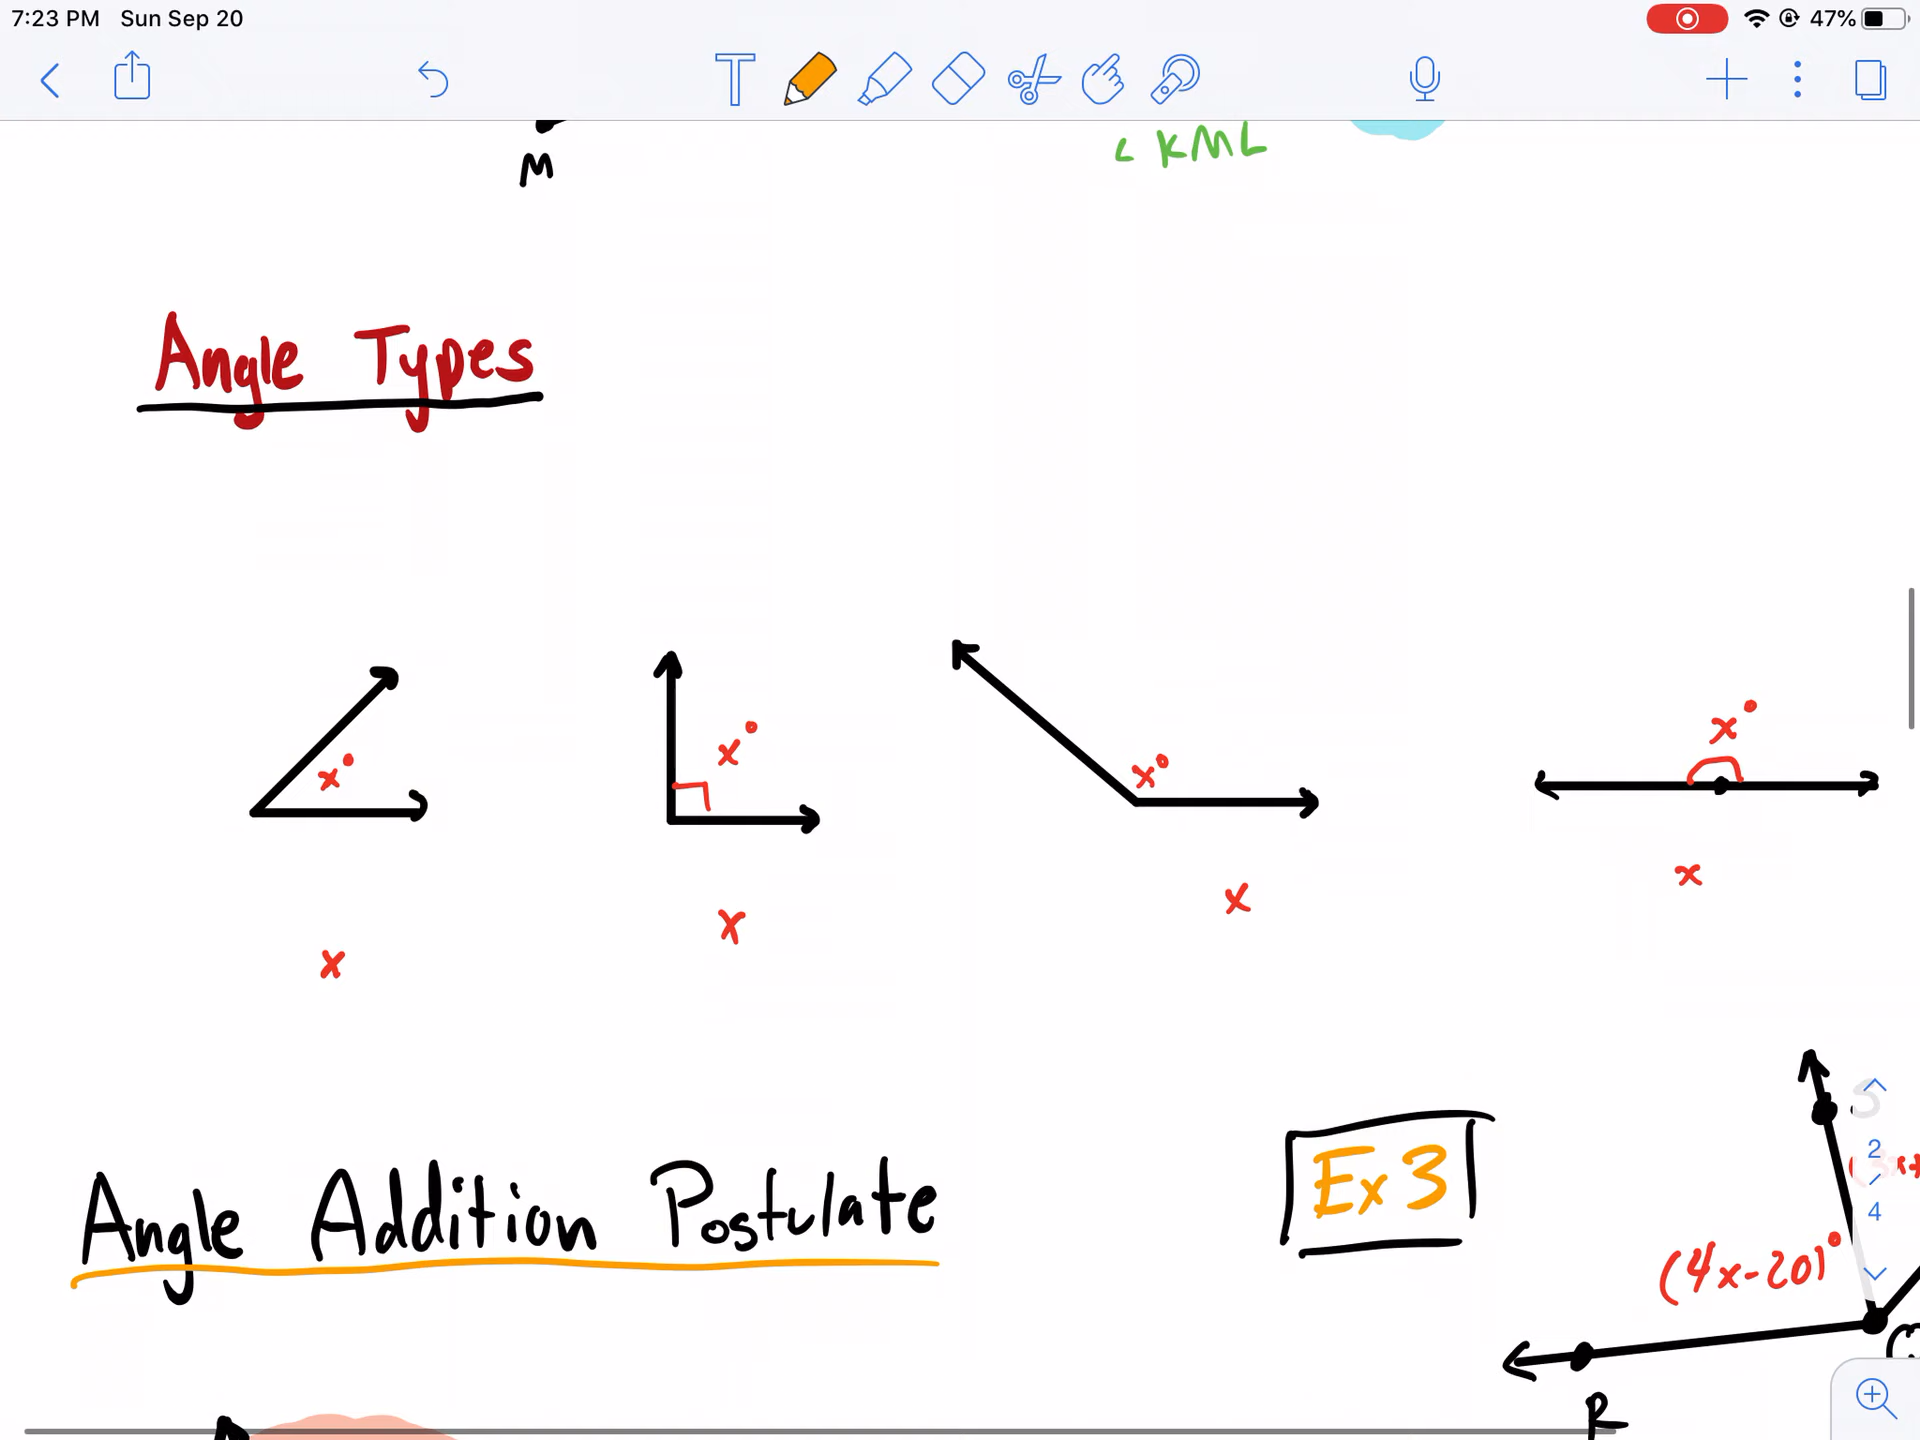 7:23 PM Sun Sep 20
47%
M
∠ KML
Angle Types
x°
x°
x°
x°
x
x
x
x
S
2
/
4
Angle Addition Postulate
Ex 3
(4x-20)°
R